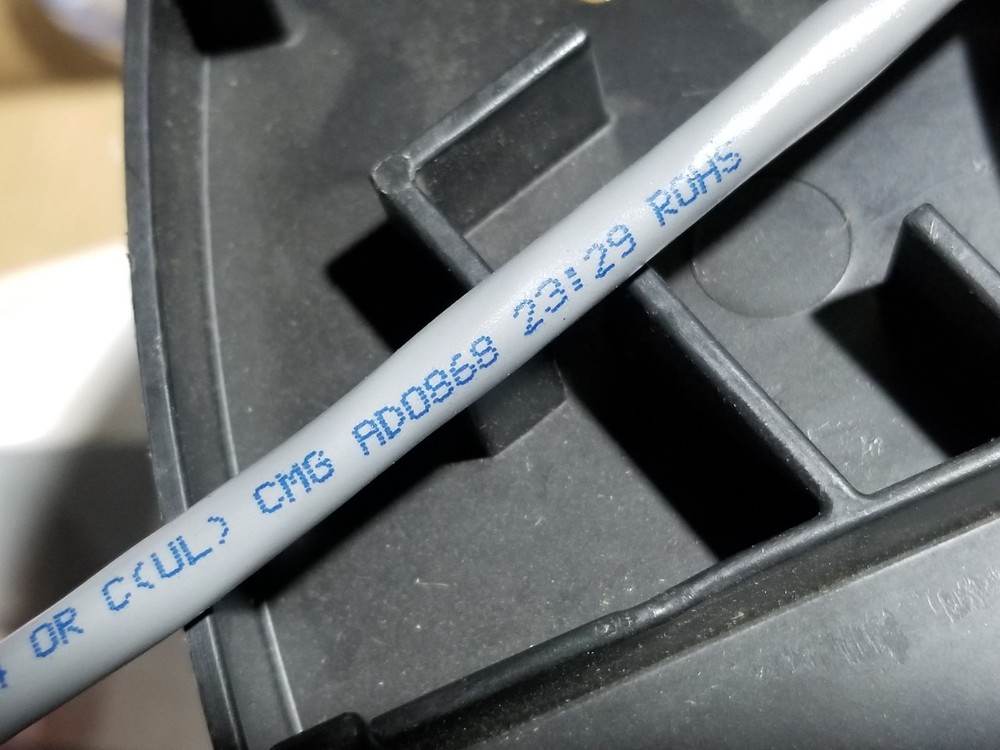 OR C(UL) CMG AD0868 23:29 ROHS